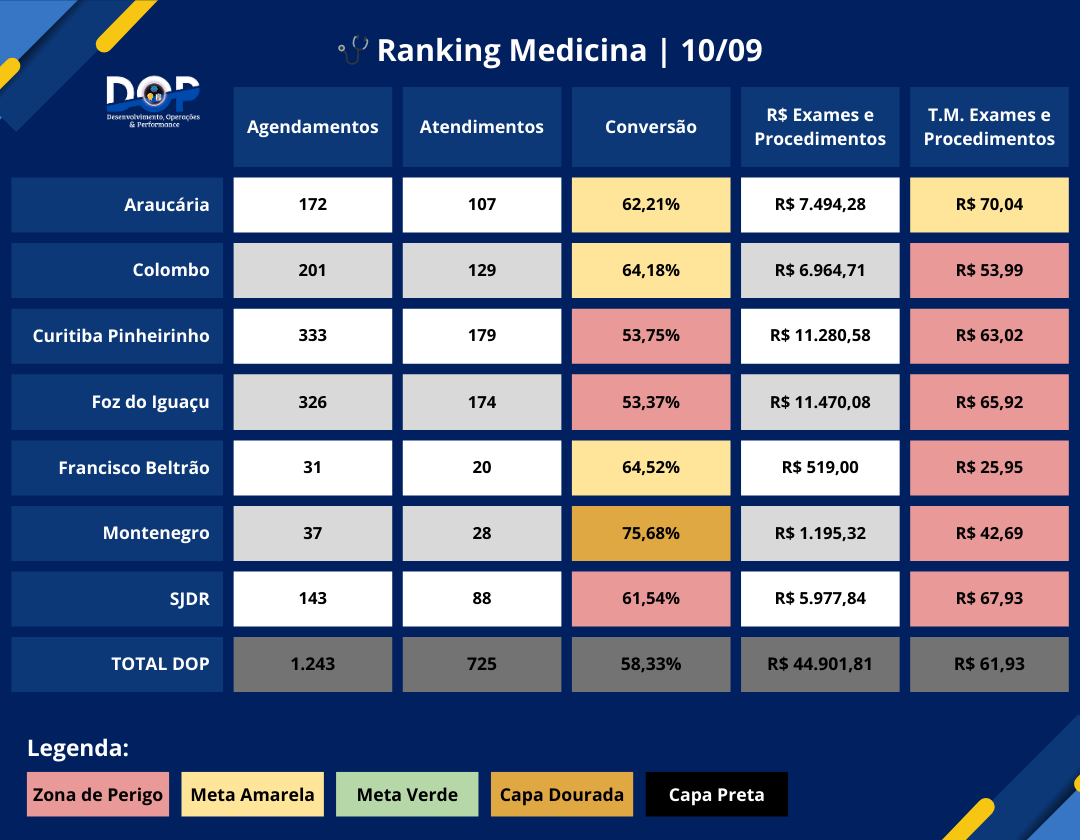 Ranking Medicina | 10/09
DOP
Desenvolvimento, Operações
& Performance
Agendamentos Atendimentos Conversão R$ Exames e Procedimentos T.M. Exames e Procedimentos
Araucária 172 107 62,21% R$ 7.494,28 R$ 70,04
Colombo 201 129 64,18% R$ 6.964,71 R$ 53,99
Curitiba Pinheirinho 333 179 53,75% R$ 11.280,58 R$ 63,02
Foz do Iguaçu 326 174 53,37% R$ 11.470,08 R$ 65,92
Francisco Beltrão 31 20 64,52% R$ 519,00 R$ 25,95
Montenegro 37 28 75,68% R$ 1.195,32 R$ 42,69
SJDR 143 88 61,54% R$ 5.977,84 R$ 67,93
TOTAL DOP 1.243 725 58,33% R$ 44.901,81 R$ 61,93
Legenda:
Zona de Perigo Meta Amarela Meta Verde Capa Dourada Capa Preta